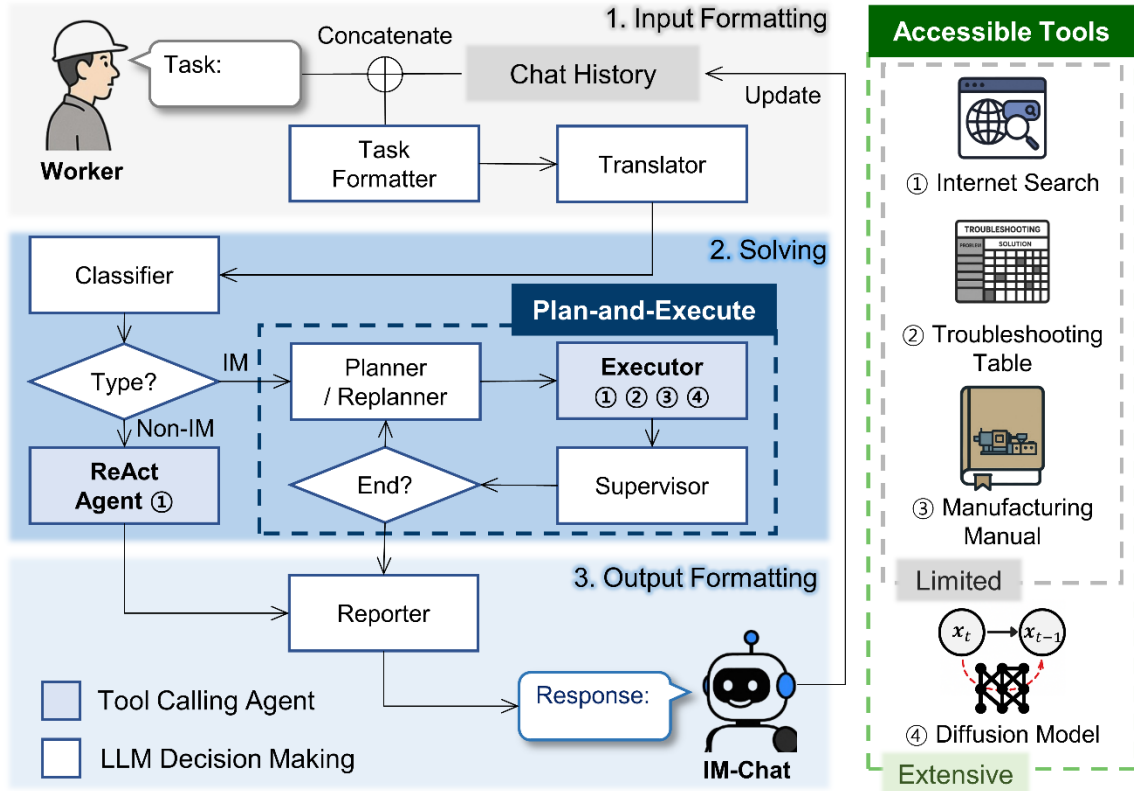 1. Input Formatting
Task:
Concatenate
Chat History
Update
Worker
Task
Formatter
Translator
2. Solving
Classifier
Plan-and-Execute
Type?
IM
Non-IM
Planner
/ Replanner
Executor
① ② ③ ④
ReAct
Agent ①
End?
Supervisor
3. Output Formatting
Reporter
Response:
Tool Calling Agent
LLM Decision Making
IM-Chat
Accessible Tools
① Internet Search
TROUBLESHOOTING
PROBLEM
SOLUTION
② Troubleshooting
Table
③ Manufacturing
Manual
Limited
xt
xt−1
④ Diffusion Model
Extensive